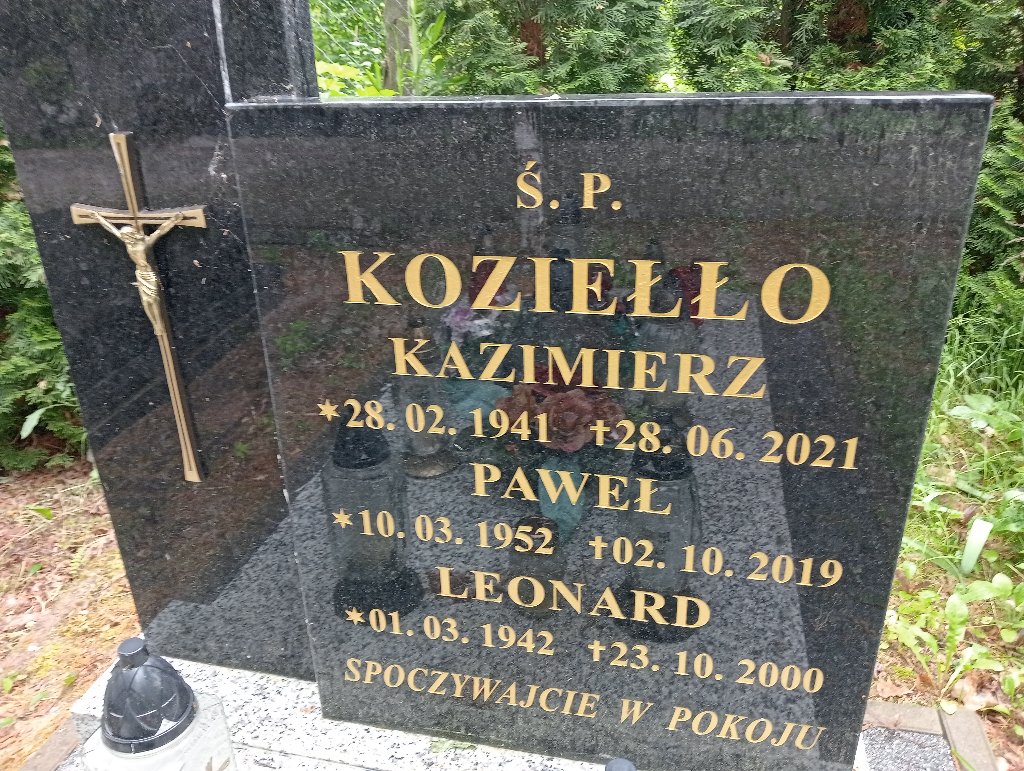 Ś. P.
KOZIEŁŁO
KAZIMIERZ
✶28. 02. 1941 ✝28. 06. 2021
PAWEŁ
✶10. 03. 1952 ✝02. 10. 2019
LEONARD
✶01. 03. 1942 ✝23. 10. 2000
SPOCZYWAJCIE W POKOJU